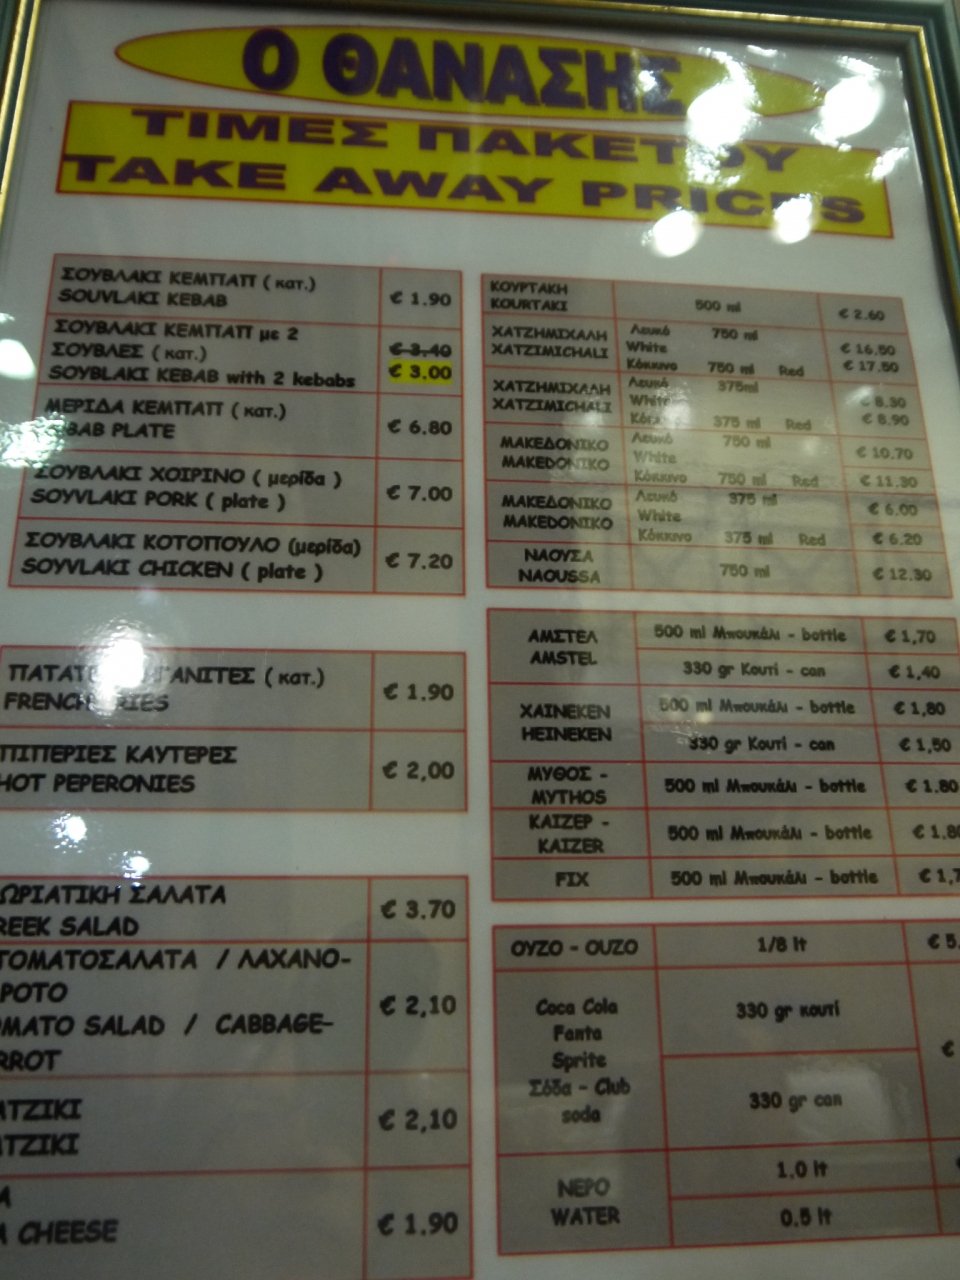 Ο ΘΑΝΑΣΗΣ
ΤΙΜΕΣ ΠΑΚΕΤΟΥ
TAKE AWAY PRICES
ΣΟΥΒΛΑΚΙ ΚΕΜΠΑΠ ( κατ.)
SOUVLAKI KEBAB
€ 1.90
ΣΟΥΒΛΑΚΙ ΚΕΜΠΑΠ με 2
ΣΟΥΒΛΕΣ ( κατ.)
SOYBLAKI KEBAB with 2 kebabs
€ 3.40
€ 3.00
ΜΕΡΙΔΑ ΚΕΜΠΑΠ ( κατ.)
BAB PLATE
€ 6.80
ΣΟΥΒΛΑΚΙ ΧΟΙΡΙΝΟ ( μερίδα )
SOYVLAKI PORK ( plate )
€ 7.00
ΣΟΥΒΛΑΚΙ ΚΟΤΟΠΟΥΛΟ (μερίδα)
SOYVLAKI CHICKEN ( plate )
€ 7.20
ΠΑΤΑΤΕΣ ΤΗΓΑΝΙΤΕΣ ( κατ.)
FRENCH FRIES
€ 1.90
ΠΙΠΕΡΙΕΣ ΚΑΥΤΕΡΕΣ
HOT PEPERONIES
€ 2,00
ΩΡΙΑΤΙΚΗ ΣΑΛΑΤΑ
REEK SALAD
€ 3.70
ΤΟΜΑΤΟΣΑΛΑΤΑ / ΛΑΧΑΝΟ-
ΡΟΤΟ
MATO SALAD / CABBAGE-
RROT
€ 2,10
ΑΤΖΙΚΙ
ATZIKI
€ 2,10
Α
A CHEESE
€ 1.90
ΚΟΥΡΤΑΚΗ
KOURTAKI
500 ml
€ 2.60
ΧΑΤΖΗΜΙΧΑΛΗ
XATZIMICHALI
Λευκό 750 ml
White
Κόκκινο 750 ml Red
€ 16.50
€ 17.50
ΧΑΤΖΗΜΙΧΑΛΗ
XATZIMICHALI
Λευκό 375ml
White
Κόκκινο 375 ml Red
€ 8.30
€ 8.90
ΜΑΚΕΔΟΝΙΚΟ
MAKEDONIKO
Λευκό 750 ml
White
Κόκκινο 750 ml Red
€ 10.70
€ 11.30
ΜΑΚΕΔΟΝΙΚΟ
MAKEDONIKO
Λευκό 375 ml
White
Κόκκινο 375 ml Red
€ 6.00
€ 6.20
ΝΑΟΥΣΑ
NAOUSSA
750 ml
€ 12.30
ΑΜΣΤΕΛ
AMSTEL
500 ml Μπουκάλι - bottle
€ 1,70
330 gr Κουτί - can
€ 1,40
ΧΑΙΝΕΚΕΝ
HEINEKEN
500 ml Μπουκάλι - bottle
€ 1,80
330 gr Κουτί - can
€ 1,50
ΜΥΘΟΣ -
MYTHOS
500 ml Μπουκάλι - bottle
€ 1.80
ΚΑΙΖΕΡ -
KAIZER
500 ml Μπουκάλι - bottle
€ 1.80
FIX
500 ml Μπουκάλι - bottle
€ 1,7
ΟΥΖΟ - OUZO
1/8 lt
€ 5.
Coca Cola
Fanta
Sprite
Σόδα - Club
soda
330 gr κουτί
330 gr can
€
ΝΕΡΟ
WATER
1,0 lt
0.5 lt